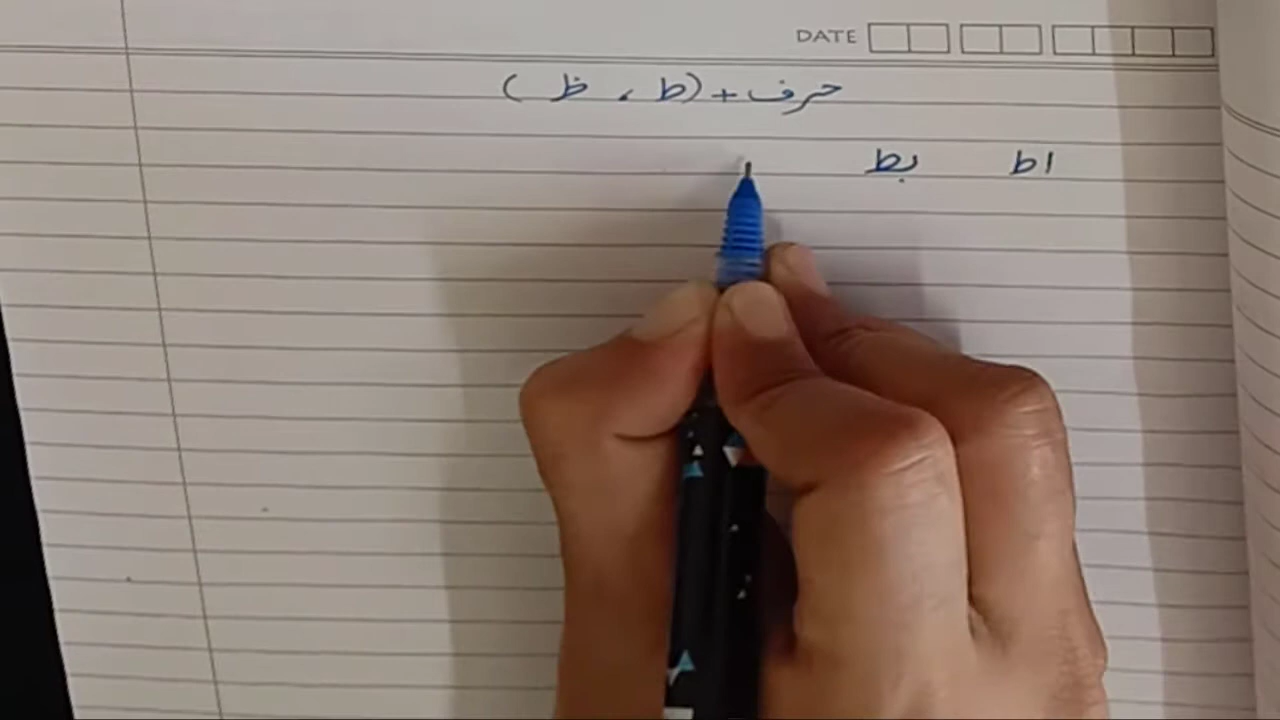 DATE
حرف + (ط ، ظ)
اط بط